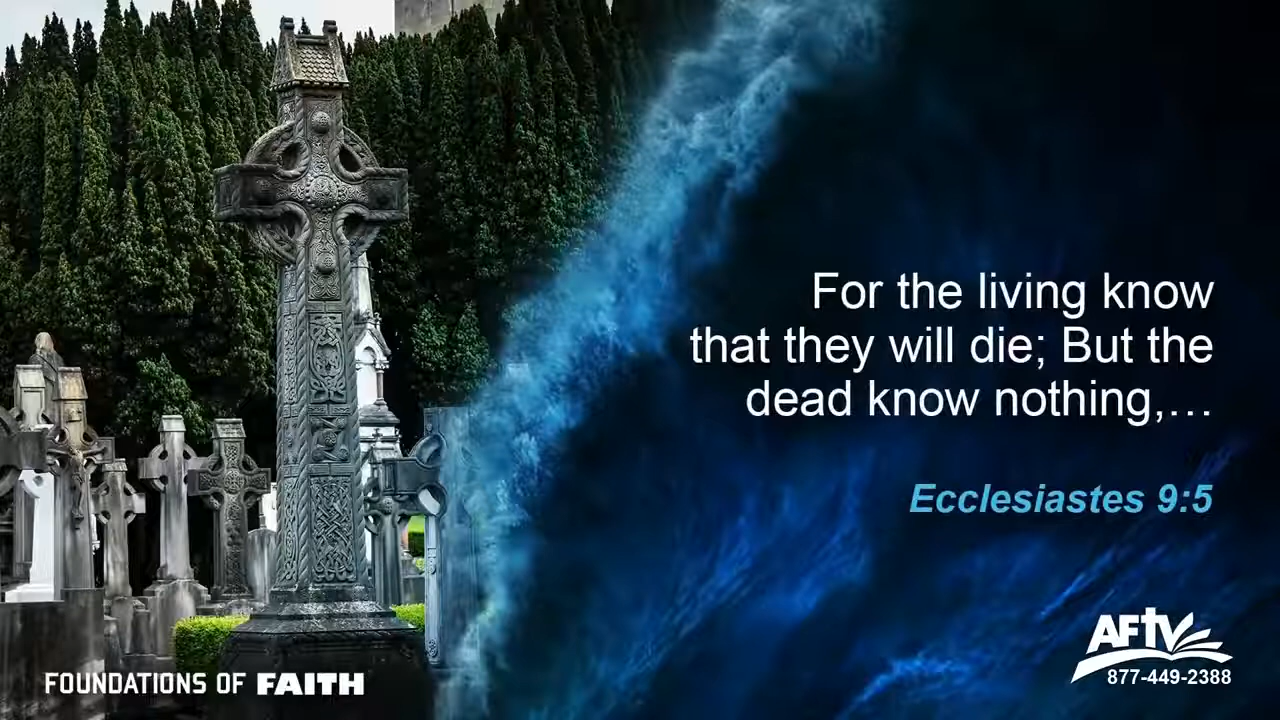 For the living know
that they will die; But the
dead know nothing,…
Ecclesiastes 9:5
FOUNDATIONS OF FAITH
AFTV
877-449-2388